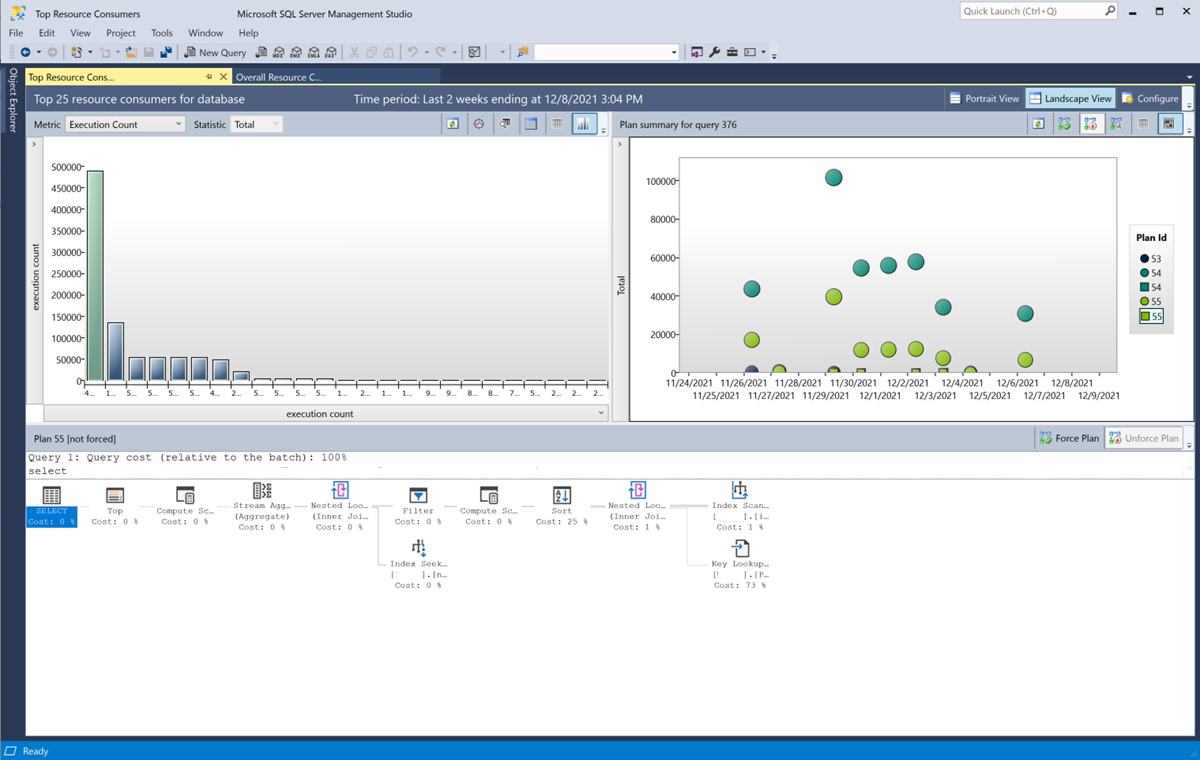 Top Resource Consumers
Microsoft SQL Server Management Studio
Quick Launch (Ctrl+Q)
File Edit View Project Tools Window Help
New Query
Object Explorer
Top Resource Cons...
Overall Resource C...
Top 25 resource consumers for database
Time period: Last 2 weeks ending at 12/8/2021 3:04 PM
Portrait View
Landscape View
Configure
Metric Execution Count
Statistic Total
Plan summary for query 376
execution count
500000
450000
400000
350000
300000
250000
200000
150000
100000
50000
0
4... 1... 5... 5... 5... 5... 4... 2... 5... 5... 5... 5... 1... 1... 1... 1... 9... 9... 8... 8... 7... 5... 2... 2... 2...
execution count
Total
100000
80000
60000
40000
20000
0
11/24/2021 11/26/2021 11/28/2021 11/30/2021 12/2/2021 12/4/2021 12/6/2021 12/8/2021
11/25/2021 11/27/2021 11/29/2021 12/1/2021 12/3/2021 12/5/2021 12/7/2021 12/9/2021
Plan Id
53
54
54
55
55
Plan 55 [not forced]
Force Plan
Unforce Plan
Query 1: Query cost (relative to the batch): 100%
select
SELECT
Cost: 0 %
Top
Cost: 0 %
Compute Sc...
Cost: 0 %
Stream Agg...
(Aggregate)
Cost: 0 %
Nested Loo...
(Inner Joi...
Cost: 0 %
Filter
Cost: 0 %
Compute Sc...
Cost: 0 %
Sort
Cost: 25 %
Nested Loo...
(Inner Joi...
Cost: 1 %
Index Scan...
[ ].[i...
Cost: 1 %
Index Seek...
[ ].[n...
Cost: 0 %
Key Lookup...
[ ].[P...
Cost: 73 %
Ready